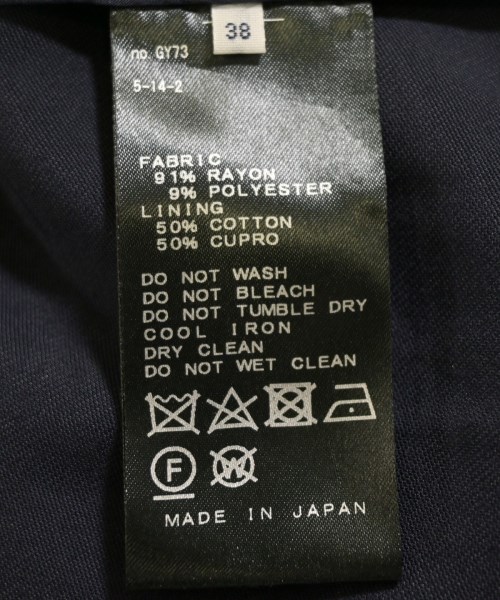 38
no GY73
5-14-2
FABRIC
91% RAYON
9% POLYESTER
LINING
50% COTTON
50% CUPRO
DO NOT WASH
DO NOT BLEACH
DO NOT TUMBLE DRY
COOL IRON
DRY CLEAN
DO NOT WET CLEAN
F W
MADE IN JAPAN